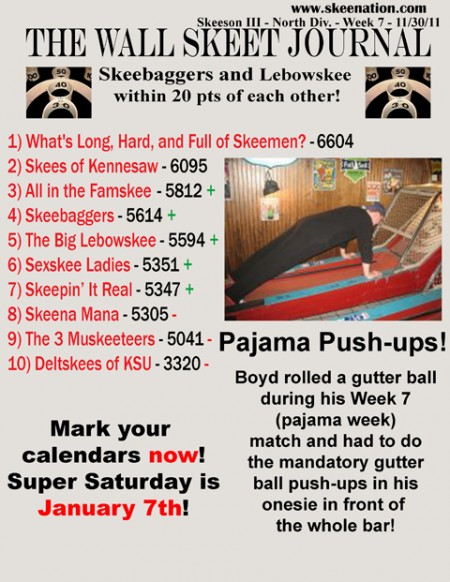 www.skeenation.com
Skeeson III - North Div. - Week 7 - 11/30/11
THE WALL SKEET JOURNAL
Skeebaggers and Lebowskee
within 20 pts of each other!
1) What's Long, Hard, and Full of Skeemen? - 6604
2) Skees of Kennesaw - 6095
3) All in the Famskee - 5812 +
4) Skeebaggers - 5614 +
5) The Big Lebowskee - 5594 +
6) Sexskee Ladies - 5351 +
7) Skeepin' It Real - 5347 +
8) Skeena Mana - 5305 -
9) The 3 Muskeeteers - 5041 -
10) Deltskees of KSU - 3320 -
Pajama Push-ups!
Boyd rolled a gutter ball
during his Week 7
(pajama week)
match and had to do
the mandatory gutter
ball push-ups in his
onesie in front of
the whole bar!
Mark your
calendars now!
Super Saturday is
January 7th!